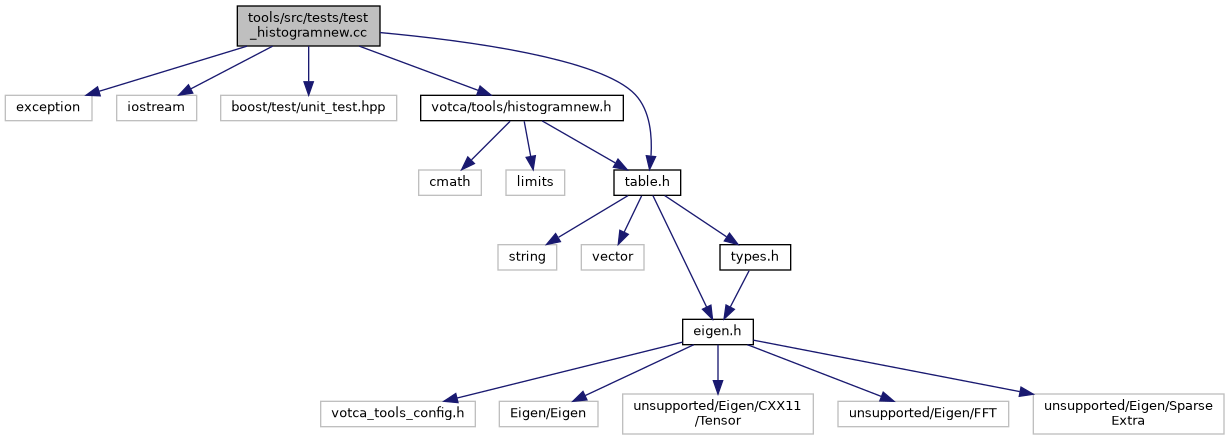 tools/src/tests/test
_histogramnew.cc
exception
iostream
boost/test/unit_test.hpp
votca/tools/histogramnew.h
cmath
limits
table.h
string
vector
types.h
eigen.h
votca_tools_config.h
Eigen/Eigen
unsupported/Eigen/CXX11
/Tensor
unsupported/Eigen/FFT
unsupported/Eigen/Sparse
Extra